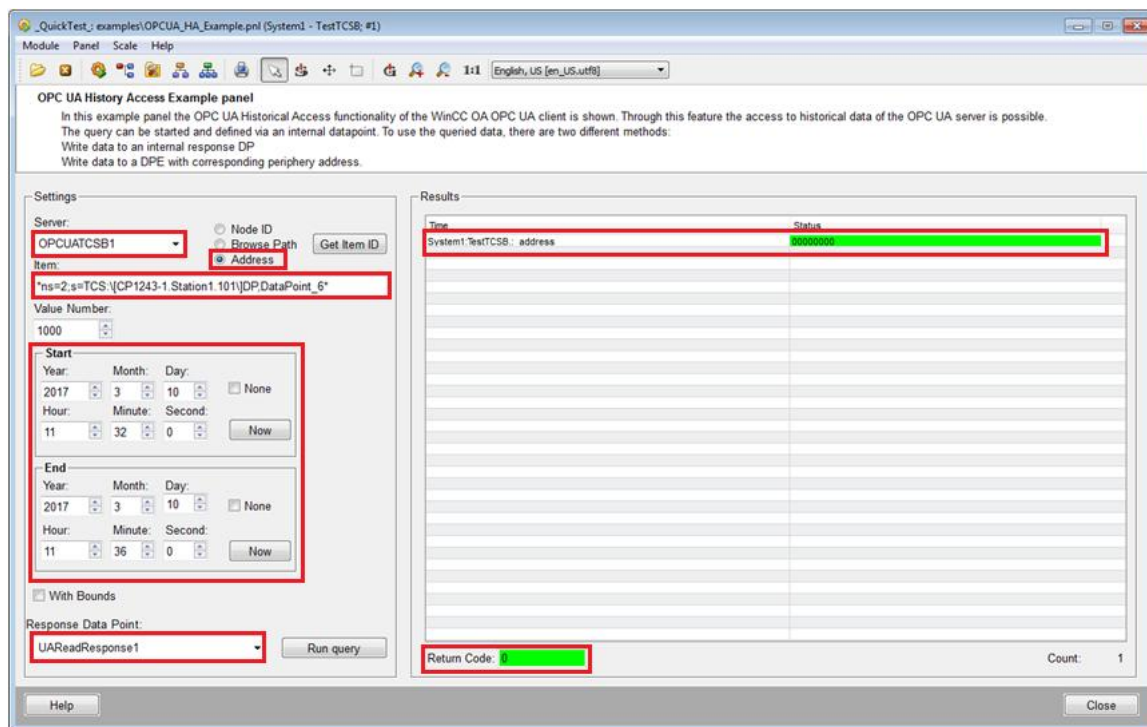 _QuickTest_: examples\OPCUA_HA_Example.pnl (System1 - TestTCSB; #1)
Module Panel Scale Help
1:1 English, US [en_US.utf8]
OPC UA History Access Example panel
In this example panel the OPC UA Historical Access functionality of the WinCC OA OPC UA client is shown. Through this feature the access to historical data of the OPC UA server is possible.
The query can be started and defined via an internal datapoint. To use the queried data, there are two different methods:
Write data to an internal response DP
Write data to a DPE with corresponding periphery address.
Settings
Server:
OPCUATCSB1
Node ID
Browse Path
Address
Get Item ID
Item:
*ns=2;s=TCS:\[CP1243-1.Station1.101\]DP,DataPoint_6*
Value Number:
1000
Start
Year: Month: Day:
2017 3 10 None
Hour: Minute: Second:
11 32 0 Now
End
Year: Month: Day:
2017 3 10 None
Hour: Minute: Second:
11 36 0 Now
With Bounds
Response Data Point:
UAReadResponse1 Run query
Results
Time Status
System1:TestTCSB.: address 00000000
Return Code: 0 Count: 1
Help Close